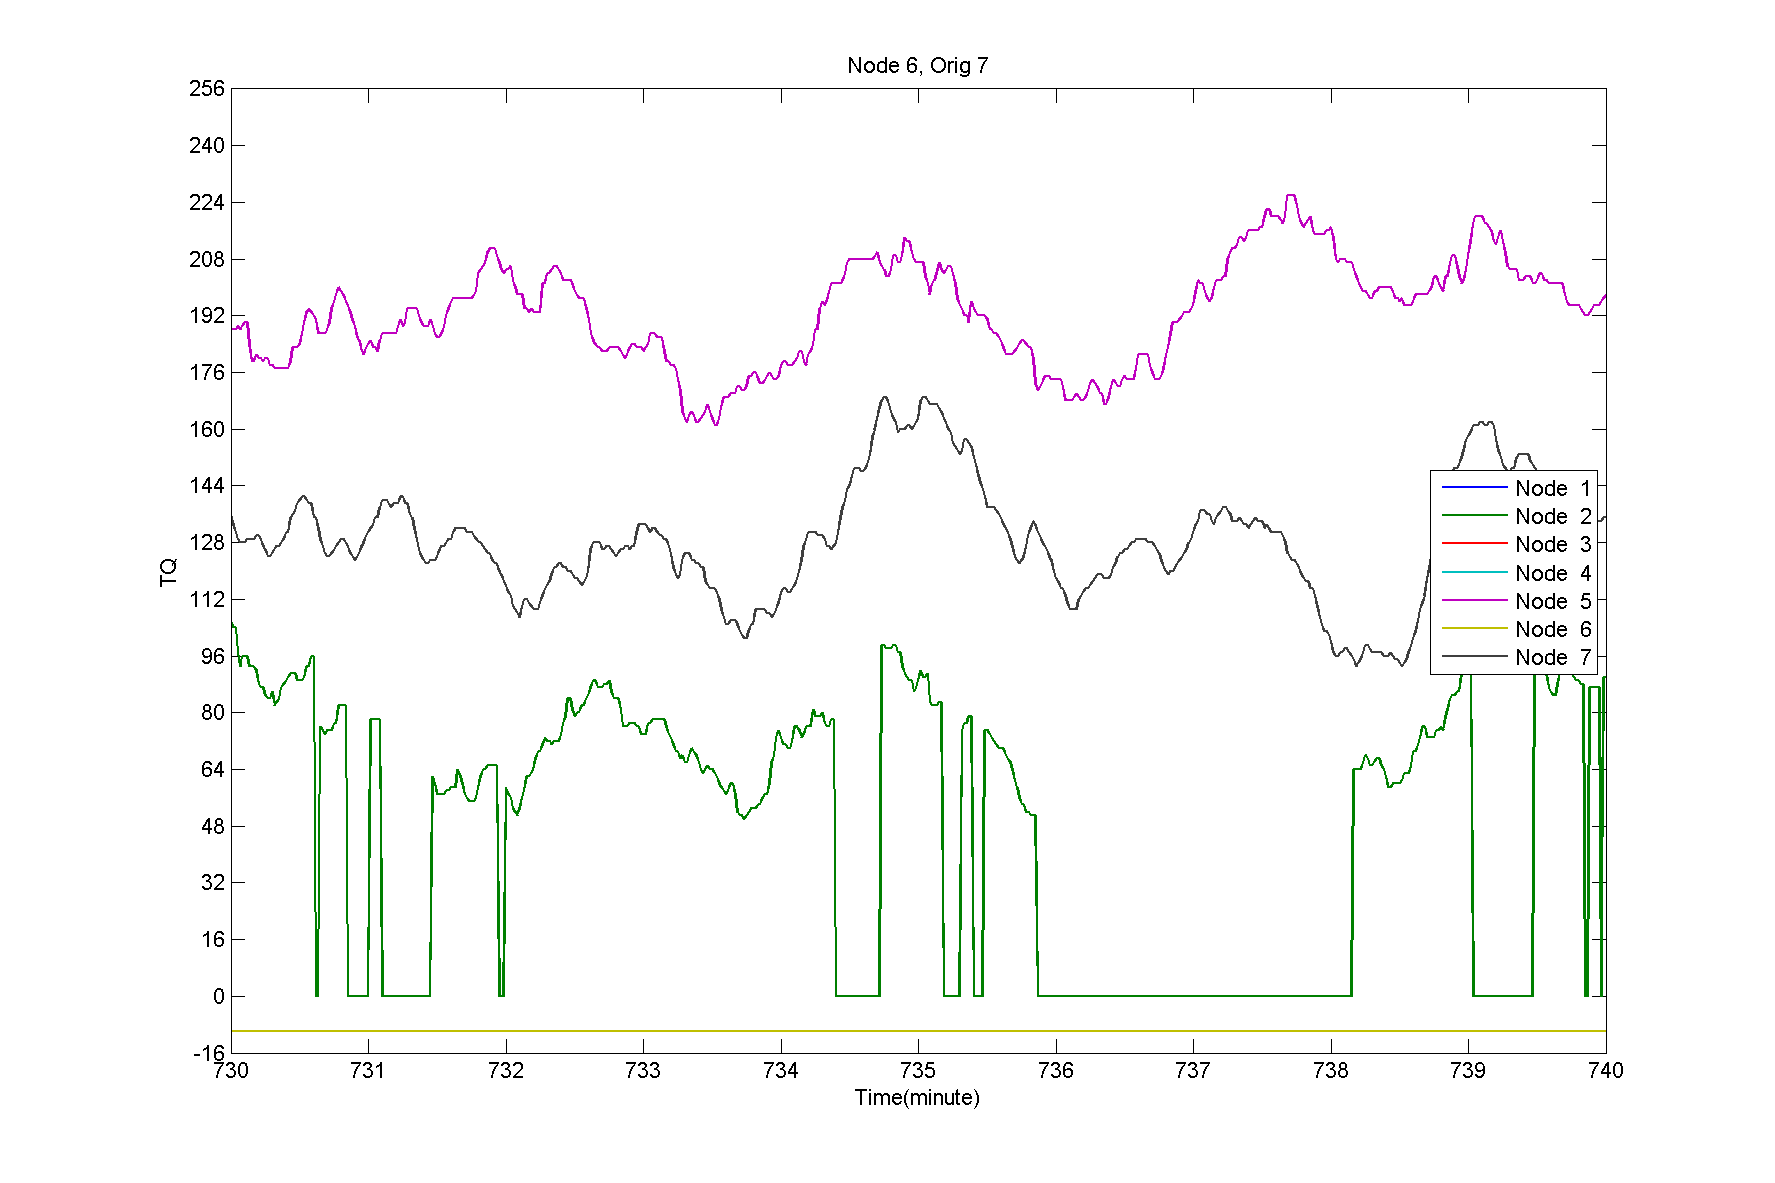 Node 6, Orig 7
256
240
224
208
192
176
160
144
128
112
96
80
64
48
32
16
0
-16
TQ
Node 1
Node 2
Node 3
Node 4
Node 5
Node 6
Node 7
730 731 732 733 734 735 736 737 738 739 740
Time(minute)